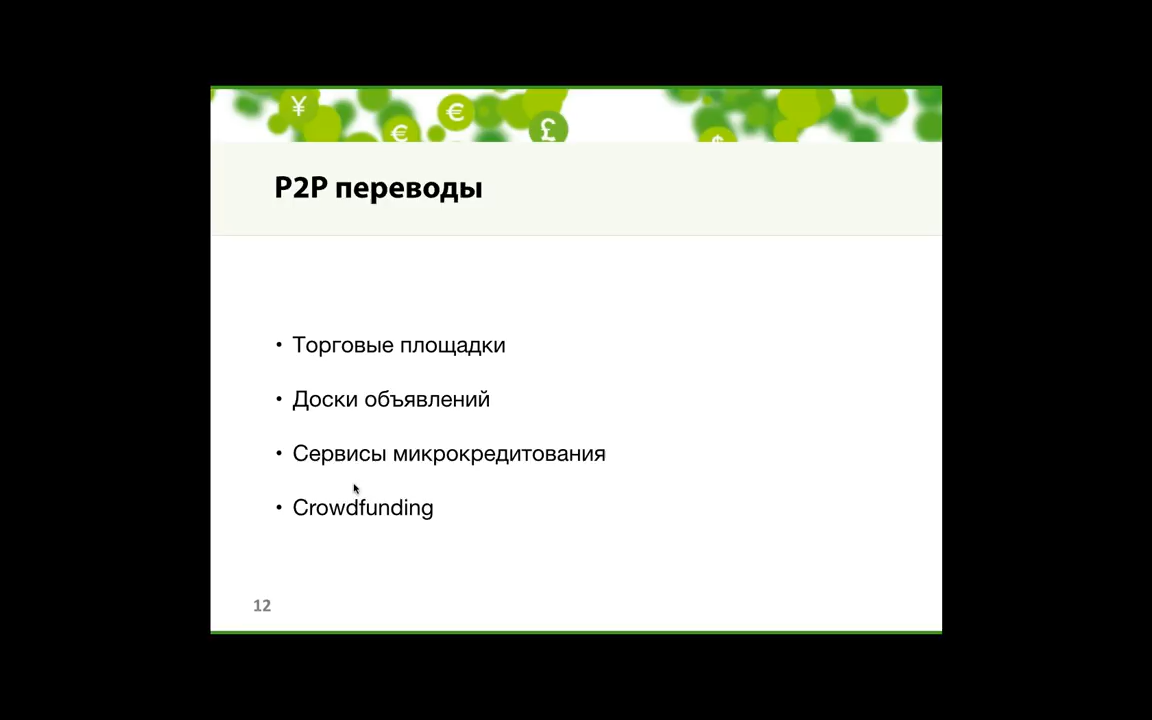 ¥ € € £ $
P2P переводы
• Торговые площадки
• Доски объявлений
• Сервисы микрокредитования
• Crowdfunding
12